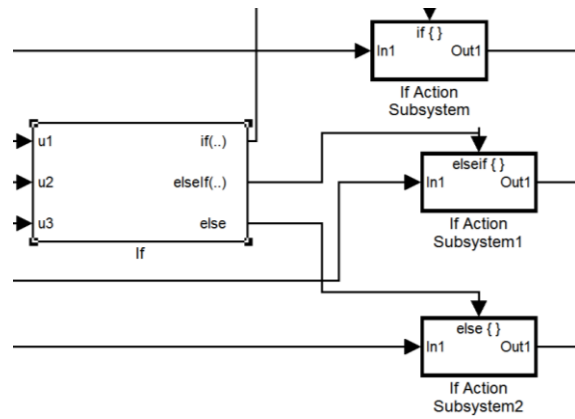 if { }
In1 Out1
If Action
Subsystem
u1 if(..)
u2 elseIf(..)
u3 else
If
elseif { }
In1 Out1
If Action
Subsystem1
else { }
In1 Out1
If Action
Subsystem2